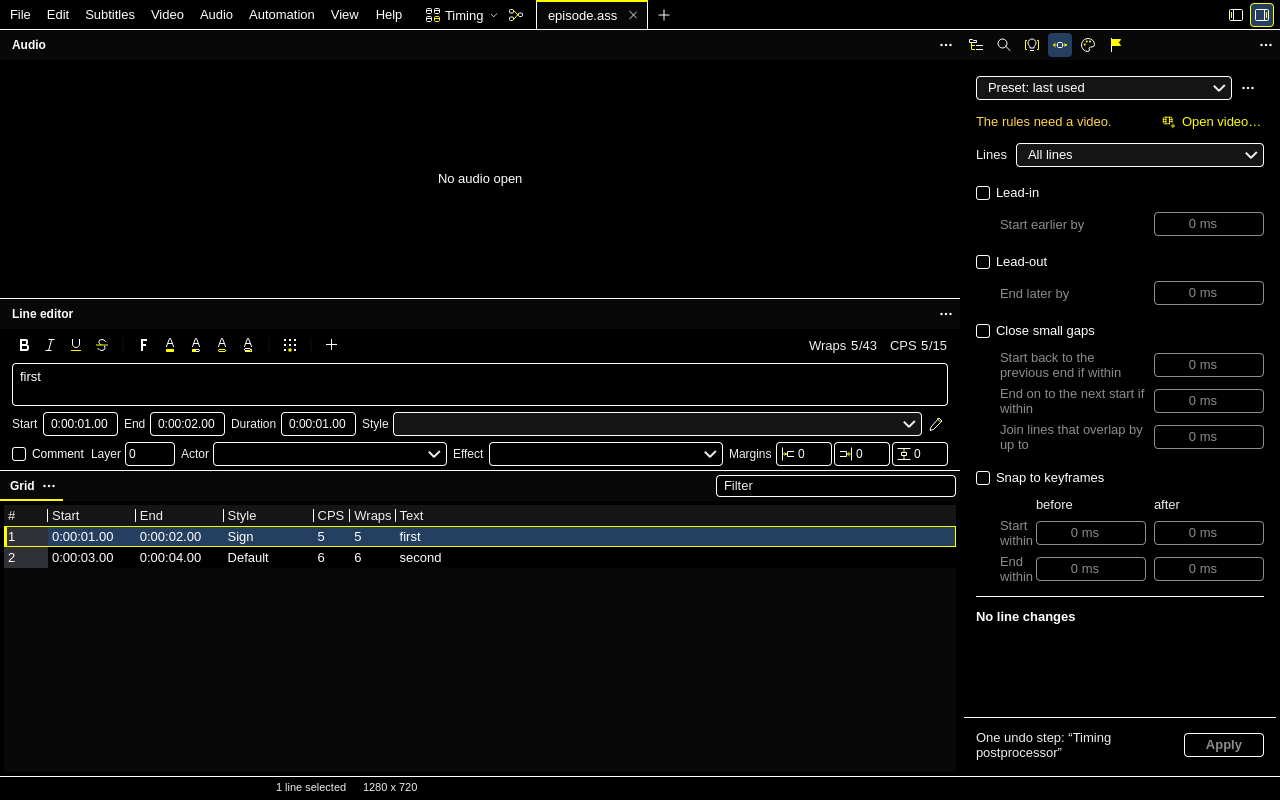 File Edit Subtitles Video Audio Automation View Help Timing episode.ass
Audio
No audio open
Line editor
Wraps 5/43 CPS 5/15
first
Start 0:00:01.00 End 0:00:02.00 Duration 0:00:01.00 Style
Comment Layer 0 Actor Effect Margins 0 0 0
Grid Filter
# Start End Style CPS Wraps Text
1 0:00:01.00 0:00:02.00 Sign 5 5 first
2 0:00:03.00 0:00:04.00 Default 6 6 second
Preset: last used
The rules need a video. Open video…
Lines All lines
Lead-in
Start earlier by 0 ms
Lead-out
End later by 0 ms
Close small gaps
Start back to the
previous end if within 0 ms
End on to the next start if
within 0 ms
Join lines that overlap by
up to 0 ms
Snap to keyframes
before after
Start
within 0 ms 0 ms
End
within 0 ms 0 ms
No line changes
One undo step: “Timing
postprocessor” Apply
1 line selected 1280 x 720